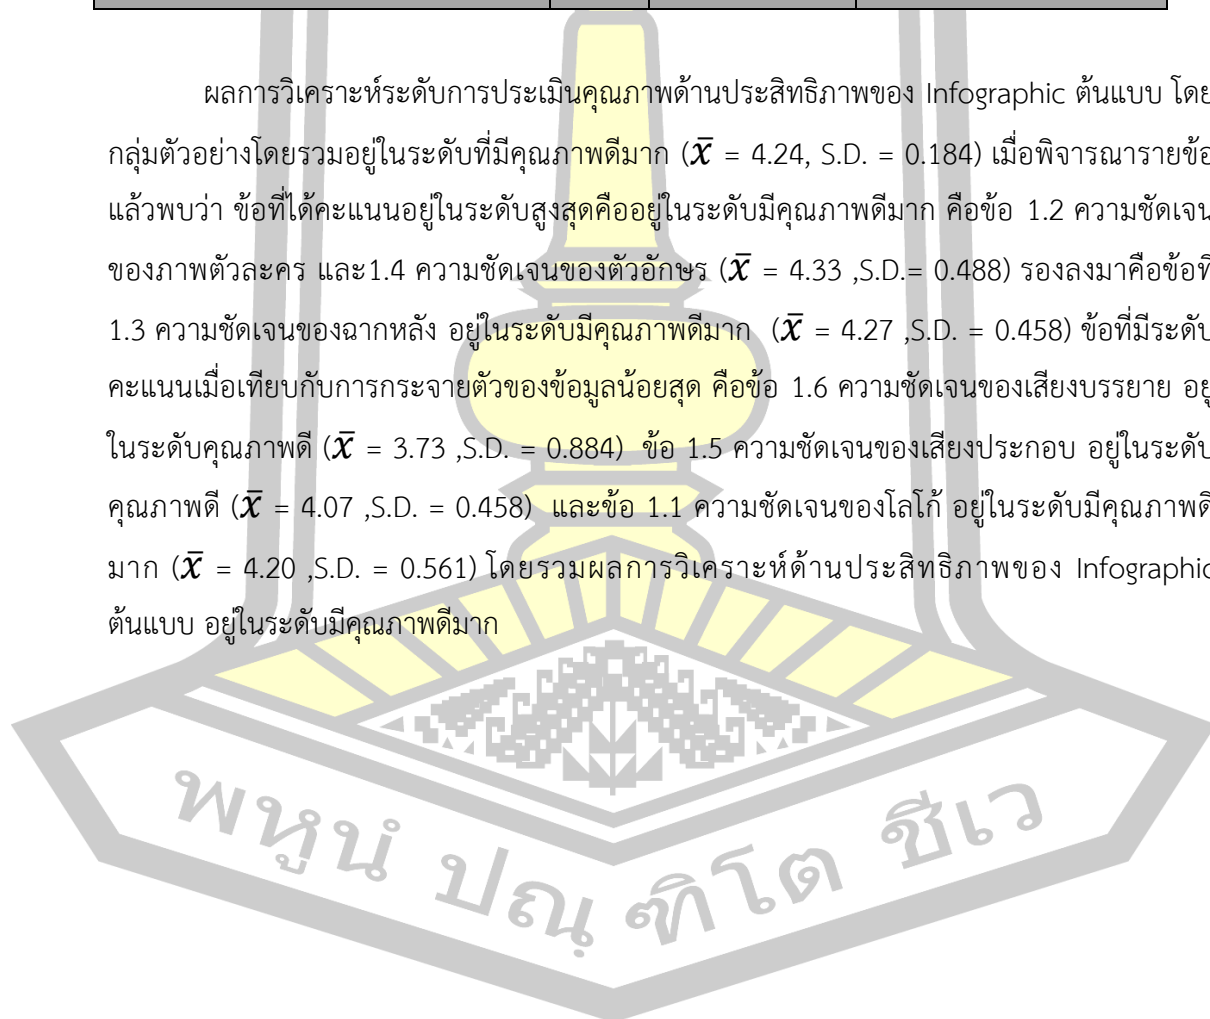 ผลการวิเคราะห์ระดับการประเมินคุณภาพด้านประสิทธิภาพของ Infographic ต้นแบบ โดย
กลุ่มตัวอย่างโดยรวมอยู่ในระดับที่มีคุณภาพดีมาก (x̄ = 4.24, S.D. = 0.184) เมื่อพิจารณารายข้อ
แล้วพบว่า ข้อที่ได้คะแนนอยู่ในระดับสูงสุดคืออยู่ในระดับมีคุณภาพดีมาก คือข้อ 1.2 ความชัดเจน
ของภาพตัวละคร และ1.4 ความชัดเจนของตัวอักษร (x̄ = 4.33 ,S.D.= 0.488) รองลงมาคือข้อที่
1.3 ความชัดเจนของฉากหลัง อยู่ในระดับมีคุณภาพดีมาก (x̄ = 4.27 ,S.D. = 0.458) ข้อที่มีระดับ
คะแนนเมื่อเทียบกับการกระจายตัวของข้อมูลน้อยสุด คือข้อ 1.6 ความชัดเจนของเสียงบรรยาย อยู่
ในระดับคุณภาพดี (x̄ = 3.73 ,S.D. = 0.884) ข้อ 1.5 ความชัดเจนของเสียงประกอบ อยู่ในระดับ
คุณภาพดี (x̄ = 4.07 ,S.D. = 0.458) และข้อ 1.1 ความชัดเจนของโลโก้ อยู่ในระดับมีคุณภาพดี
มาก (x̄ = 4.20 ,S.D. = 0.561) โดยรวมผลการวิเคราะห์ด้านประสิทธิภาพของ Infographic
ต้นแบบ อยู่ในระดับมีคุณภาพดีมาก
พหูนํ ปณฺ ฑิโต ชีเว